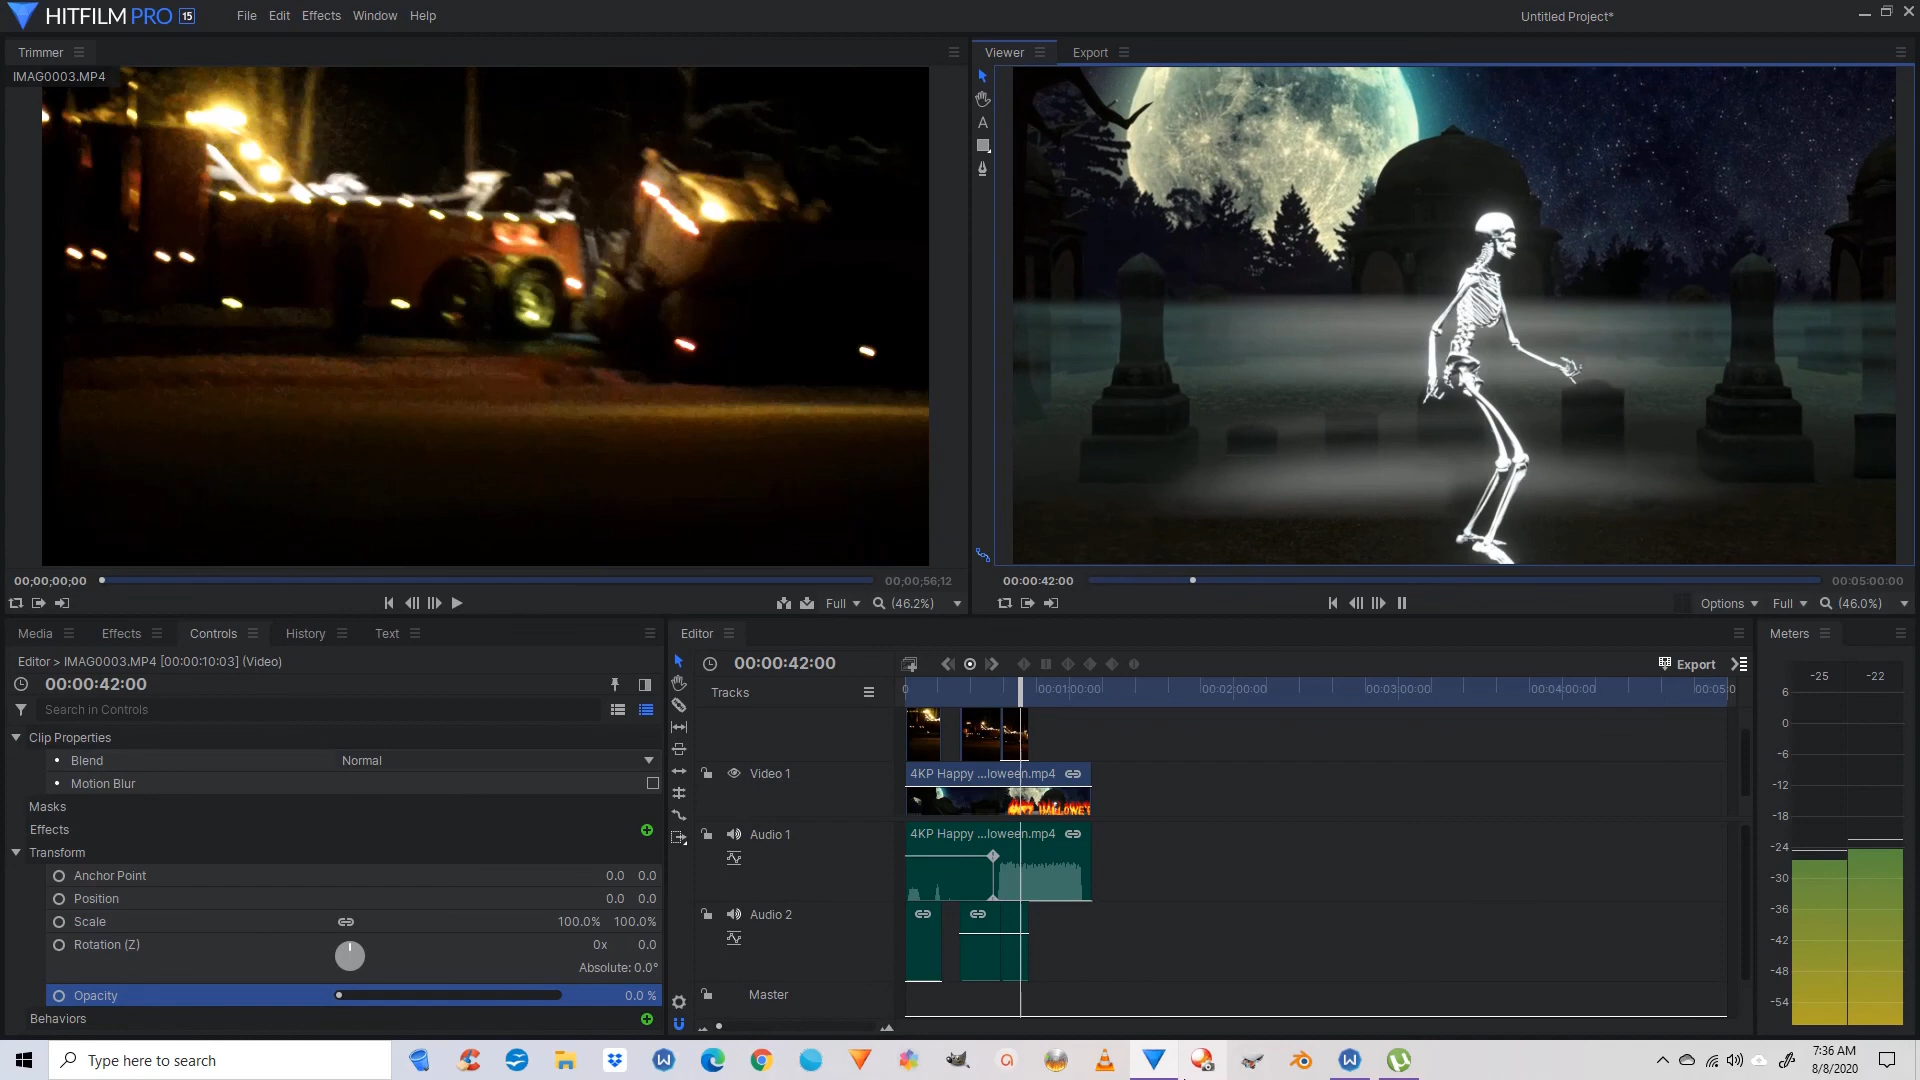 HITFILM PRO 15
File Edit Effects Window Help
Untitled Project*
Trimmer
Viewer Export
IMAG0003.MP4
00;00;00;00
00;00;56;12
Full (46.2%)
00:00:42:00
00:05:00:00
Options Full (46.0%)
Media Effects Controls History Text
Editor
Meters
Editor > IMAG0003.MP4 [00:00:10:03] (Video)
00:00:42:00
Search in Controls
Clip Properties
Blend Normal
Motion Blur
Masks
Effects
Transform
Anchor Point 0.0 0.0
Position 0.0 0.0
Scale 100.0% 100.0%
Rotation (Z) 0x 0.0
Absolute: 0.0°
Opacity 0.0 %
Behaviors
00:00:42:00
Export
Tracks
0 00:01:00:00 00:02:00:00 00:03:00:00 00:04:00:00 00:05:0
Video 1
4KP Happy ...loween.mp4
Audio 1
4KP Happy ...loween.mp4
Audio 2
Master
-25 -22
6
0
-6
-12
-18
-24
-30
-36
-42
-48
-54
Type here to search
7:36 AM
8/8/2020